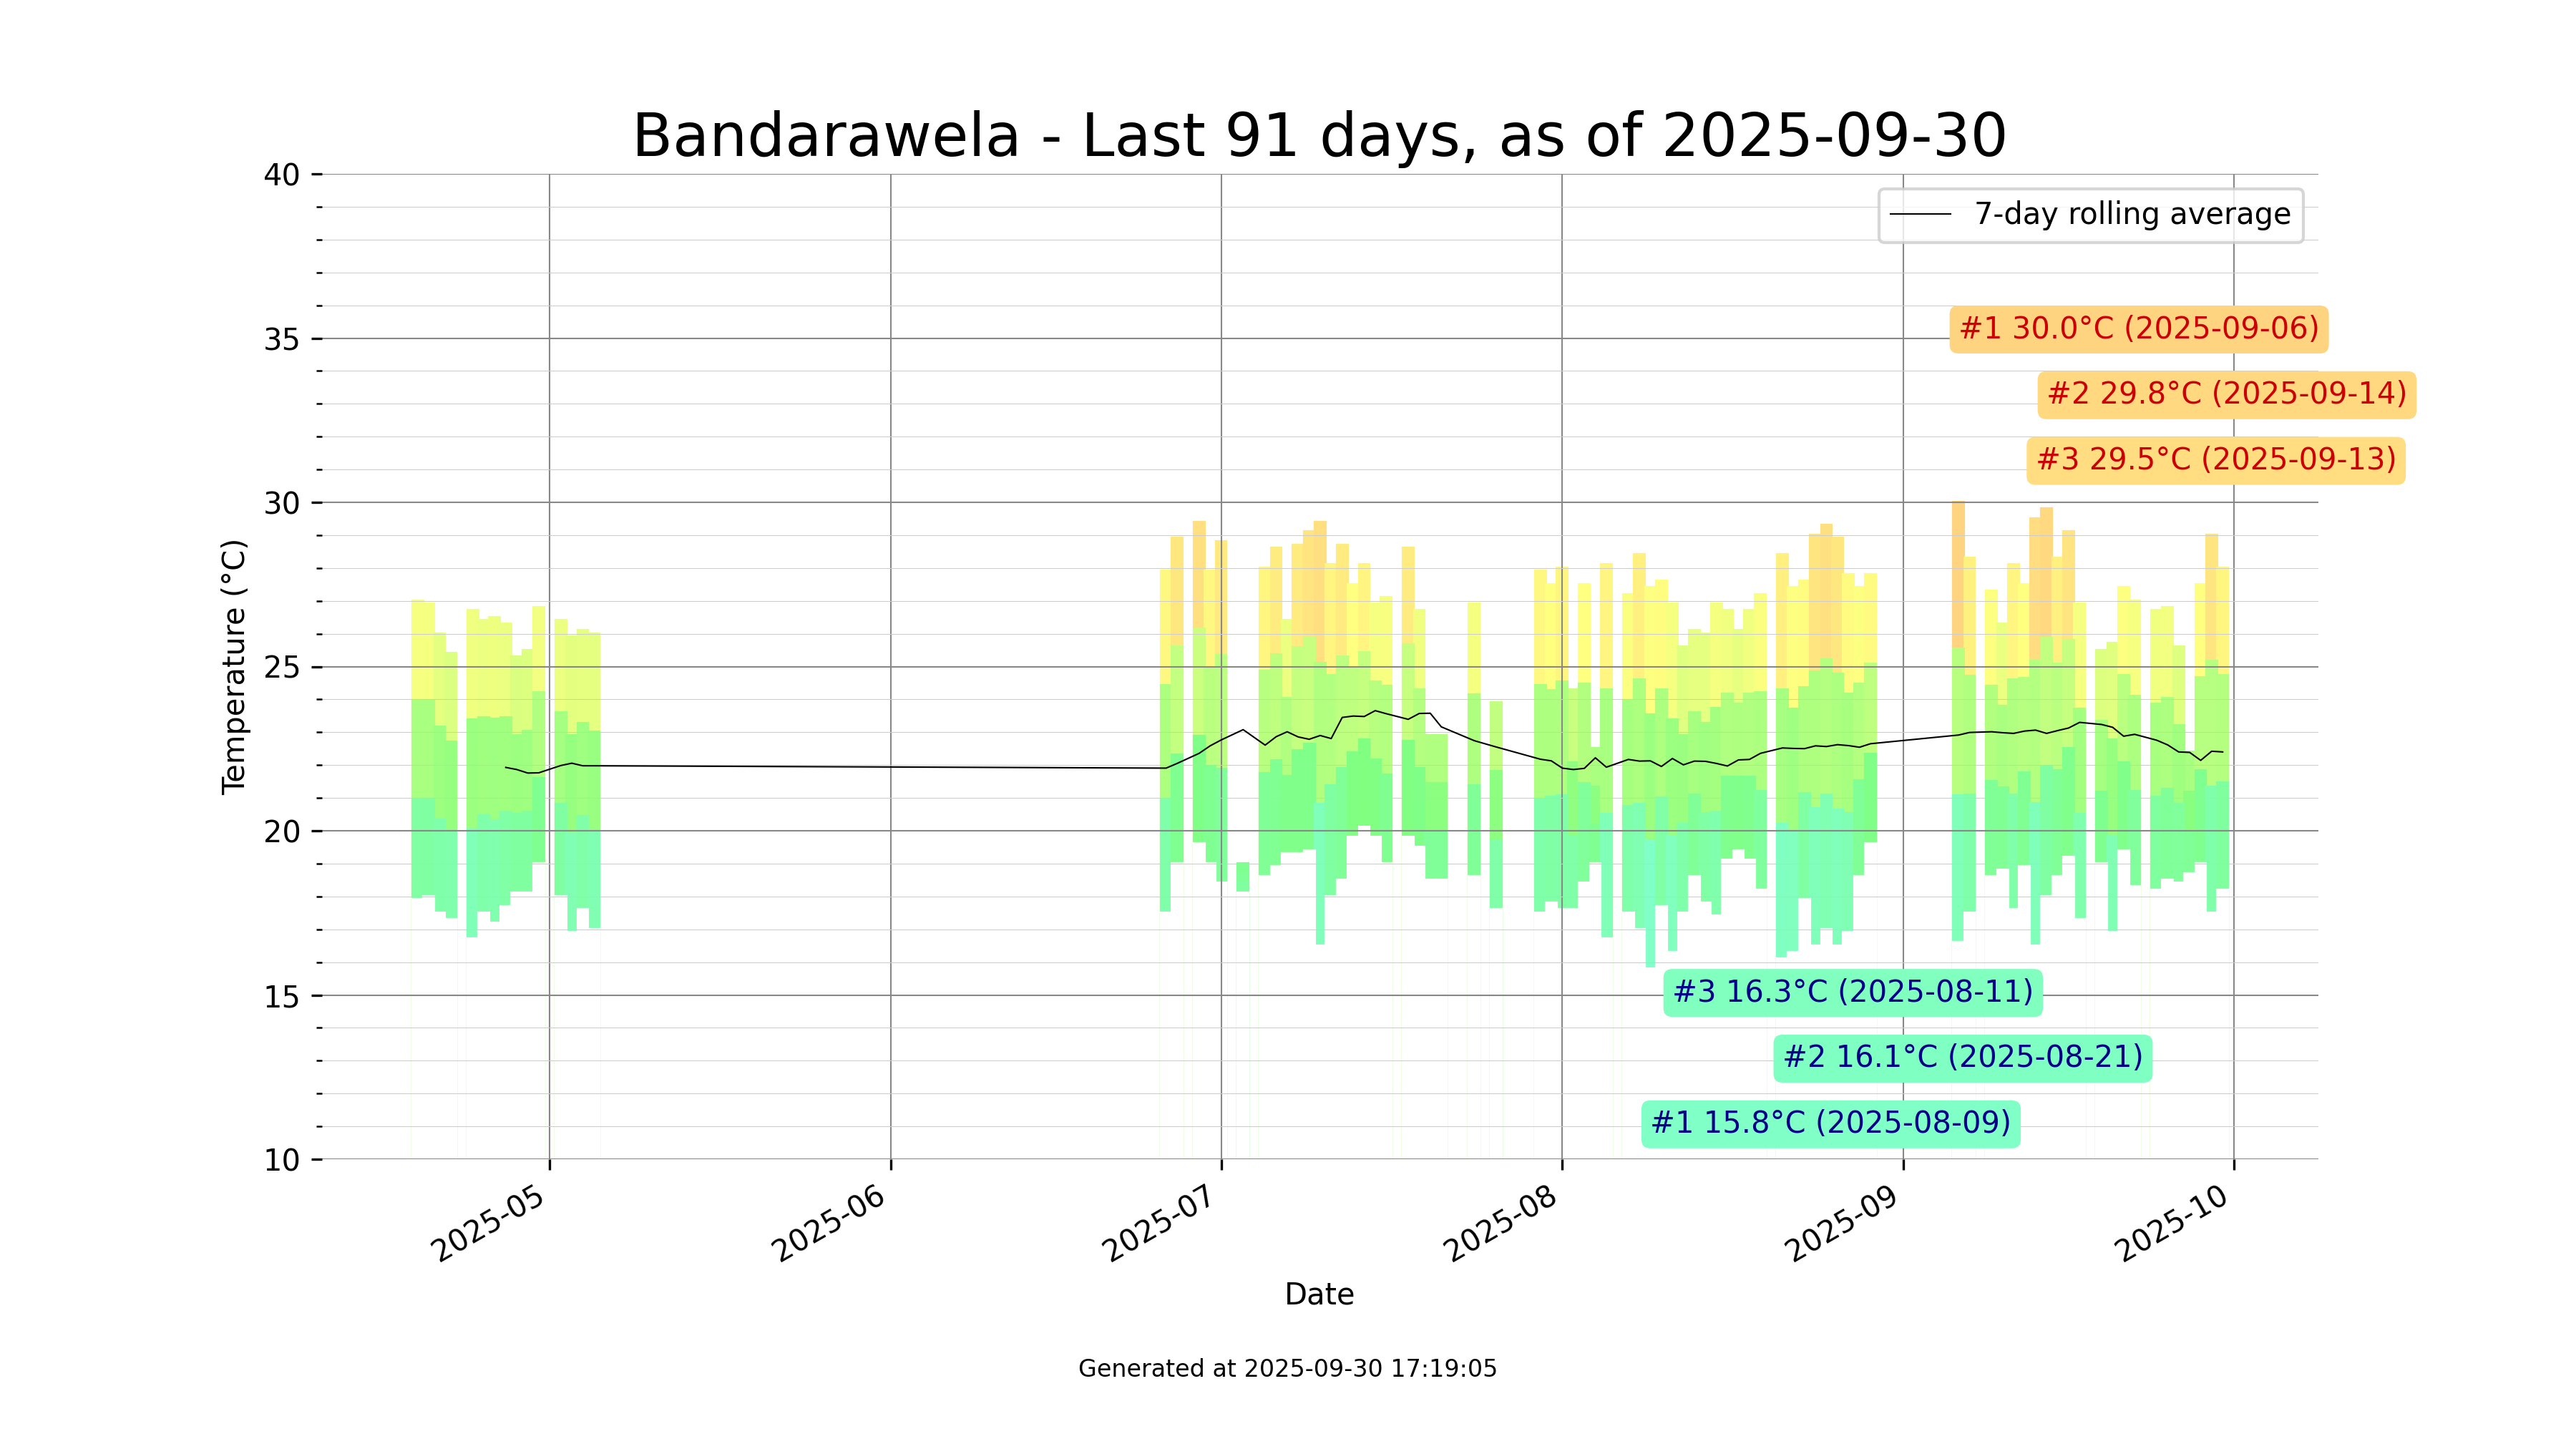 Bandarawela - Last 91 days, as of 2025-09-30
40
35
30
25
20
15
10
Temperature (°C)
7-day rolling average
#1 30.0°C (2025-09-06)
#2 29.8°C (2025-09-14)
#3 29.5°C (2025-09-13)
#3 16.3°C (2025-08-11)
#2 16.1°C (2025-08-21)
#1 15.8°C (2025-08-09)
2025-05
2025-06
2025-07
2025-08
2025-09
2025-10
Date
Generated at 2025-09-30 17:19:05